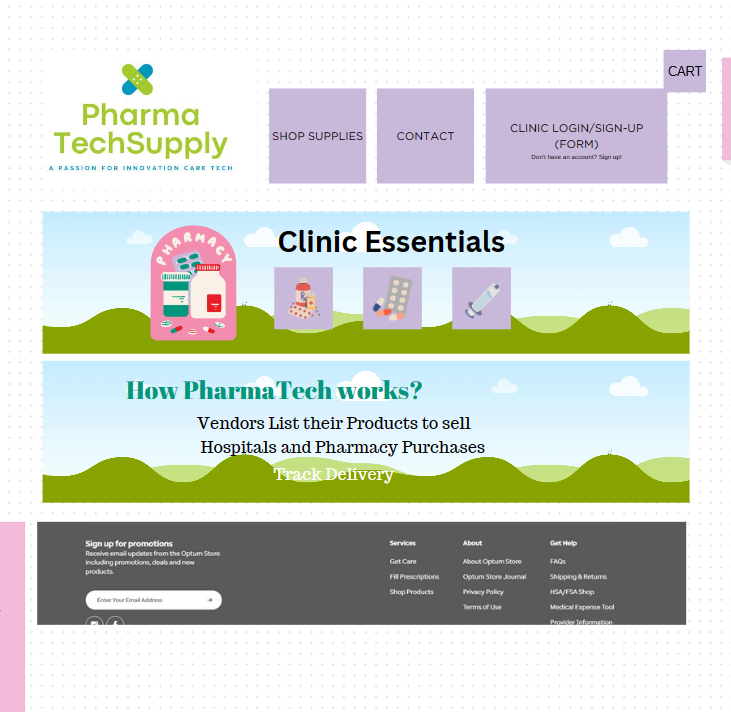 CART
Pharma
TechSupply
A PASSION FOR INNOVATION CARE TECH
SHOP SUPPLIES
CONTACT
CLINIC LOGIN/SIGN-UP
(FORM)
Don't have an account? Sign up!
PHARMACY
Clinic Essentials
How PharmaTech works?
Vendors List their Products to sell
Hospitals and Pharmacy Purchases
Track Delivery
Sign up for promotions
Receive email updates from the Optum Store
including promotions, deals and new
products.
Enter Your Email Address
Services
Get Care
Fill Prescriptions
Shop Products
About
About Optum Store
Optum Store Journal
Privacy Policy
Terms of Use
Get Help
FAQs
Shipping & Returns
HSA/FSA Shop
Medical Expense Tool
Provider Information